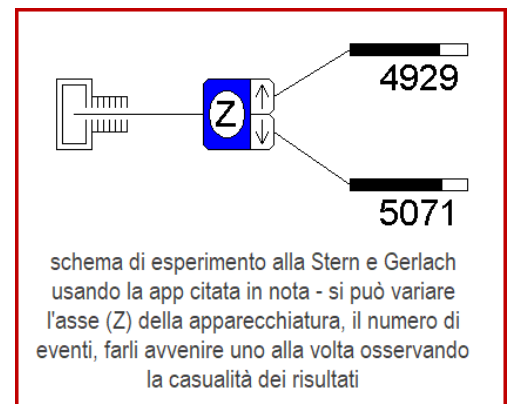 4929
Z
↑
↓
5071
schema di esperimento alla Stern e Gerlach
usando la app citata in nota - si può variare
l'asse (Z) della apparecchiatura, il numero di
eventi, farli avvenire uno alla volta osservando
la casualità dei risultati